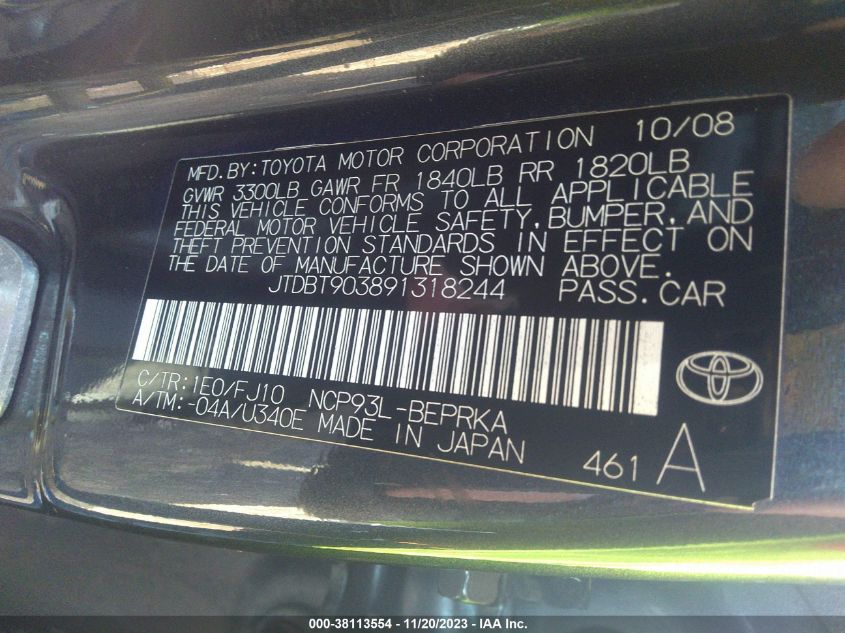 MFD. BY: TOYOTA MOTOR CORPORATION 10/08
GVWR 3300LB GAWR FR 1840LB RR 1820LB
THIS VEHICLE CONFORMS TO ALL APPLICABLE
FEDERAL MOTOR VEHICLE SAFETY, BUMPER, AND
THEFT PREVENTION STANDARDS IN EFFECT ON
THE DATE OF MANUFACTURE SHOWN ABOVE.
JTDBT903891318244 PASS. CAR
C/TR: 1E0/FJ10 NCP93L-BEPRKA
A/TM: -04A/U340E MADE IN JAPAN
461 A
000-38113554 — 11/20/2023 — IAA Inc.